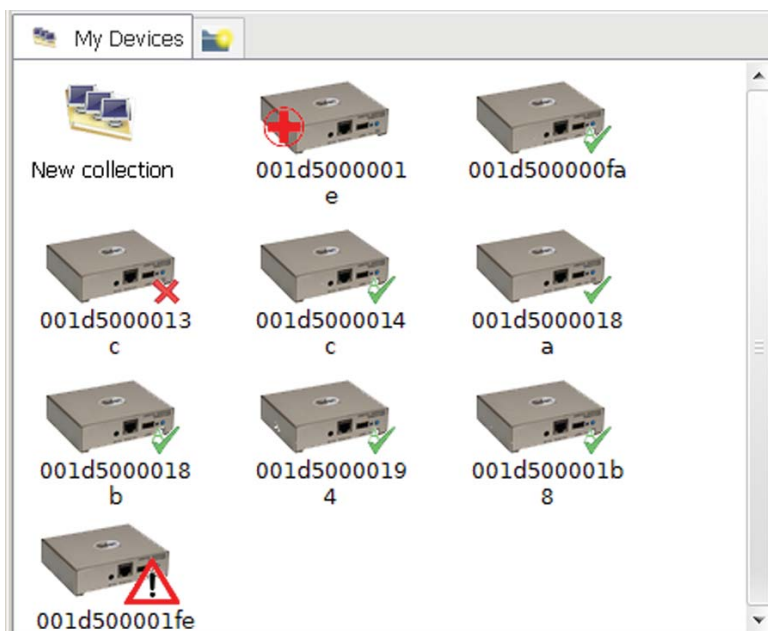 My Devices
New collection
001d5000001
e
001d500000fa
001d5000013
c
001d5000014
c
001d5000018
a
001d5000018
b
001d5000019
4
001d500001b
8
001d500001fe